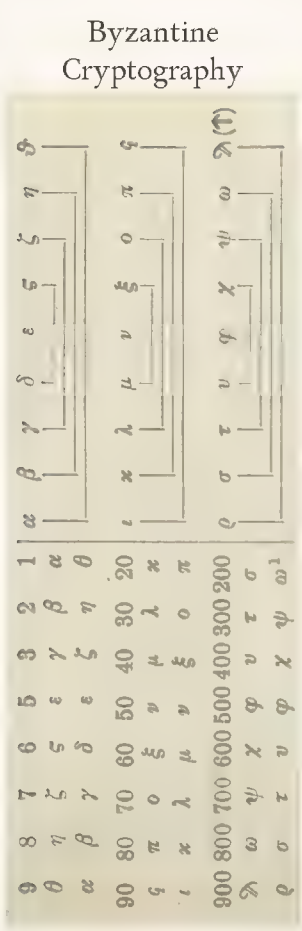 Byzantine
Cryptography
9 8 7 6 5 3 2 1 α β γ δ ε ς ζ η ϑ
θ η ζ ς ε γ β α
α β γ δ ε ζ η θ
90 80 70 60 50 40 30 20 ι κ λ μ ν ξ ο π ϟ
ϟ π ο ξ ν μ λ κ
ι κ λ μ ν ξ ο π
900 800 700 600 500 400 300 200 ρ σ τ υ φ χ ψ ω ϡ (↑)
ϡ ω ψ χ φ υ τ σ
ρ σ τ υ φ χ ψ ω¹